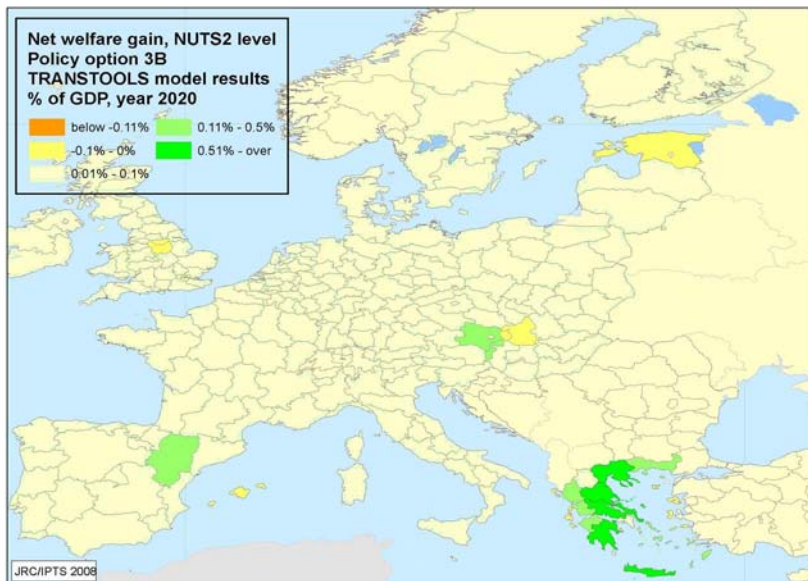 Net welfare gain, NUTS2 level
Policy option 3B
TRANSTOOLS model results
% of GDP, year 2020
below -0.11%
0.11% - 0.5%
-0.1% - 0%
0.51% - over
0.01% - 0.1%
JRC/IPTS 2008